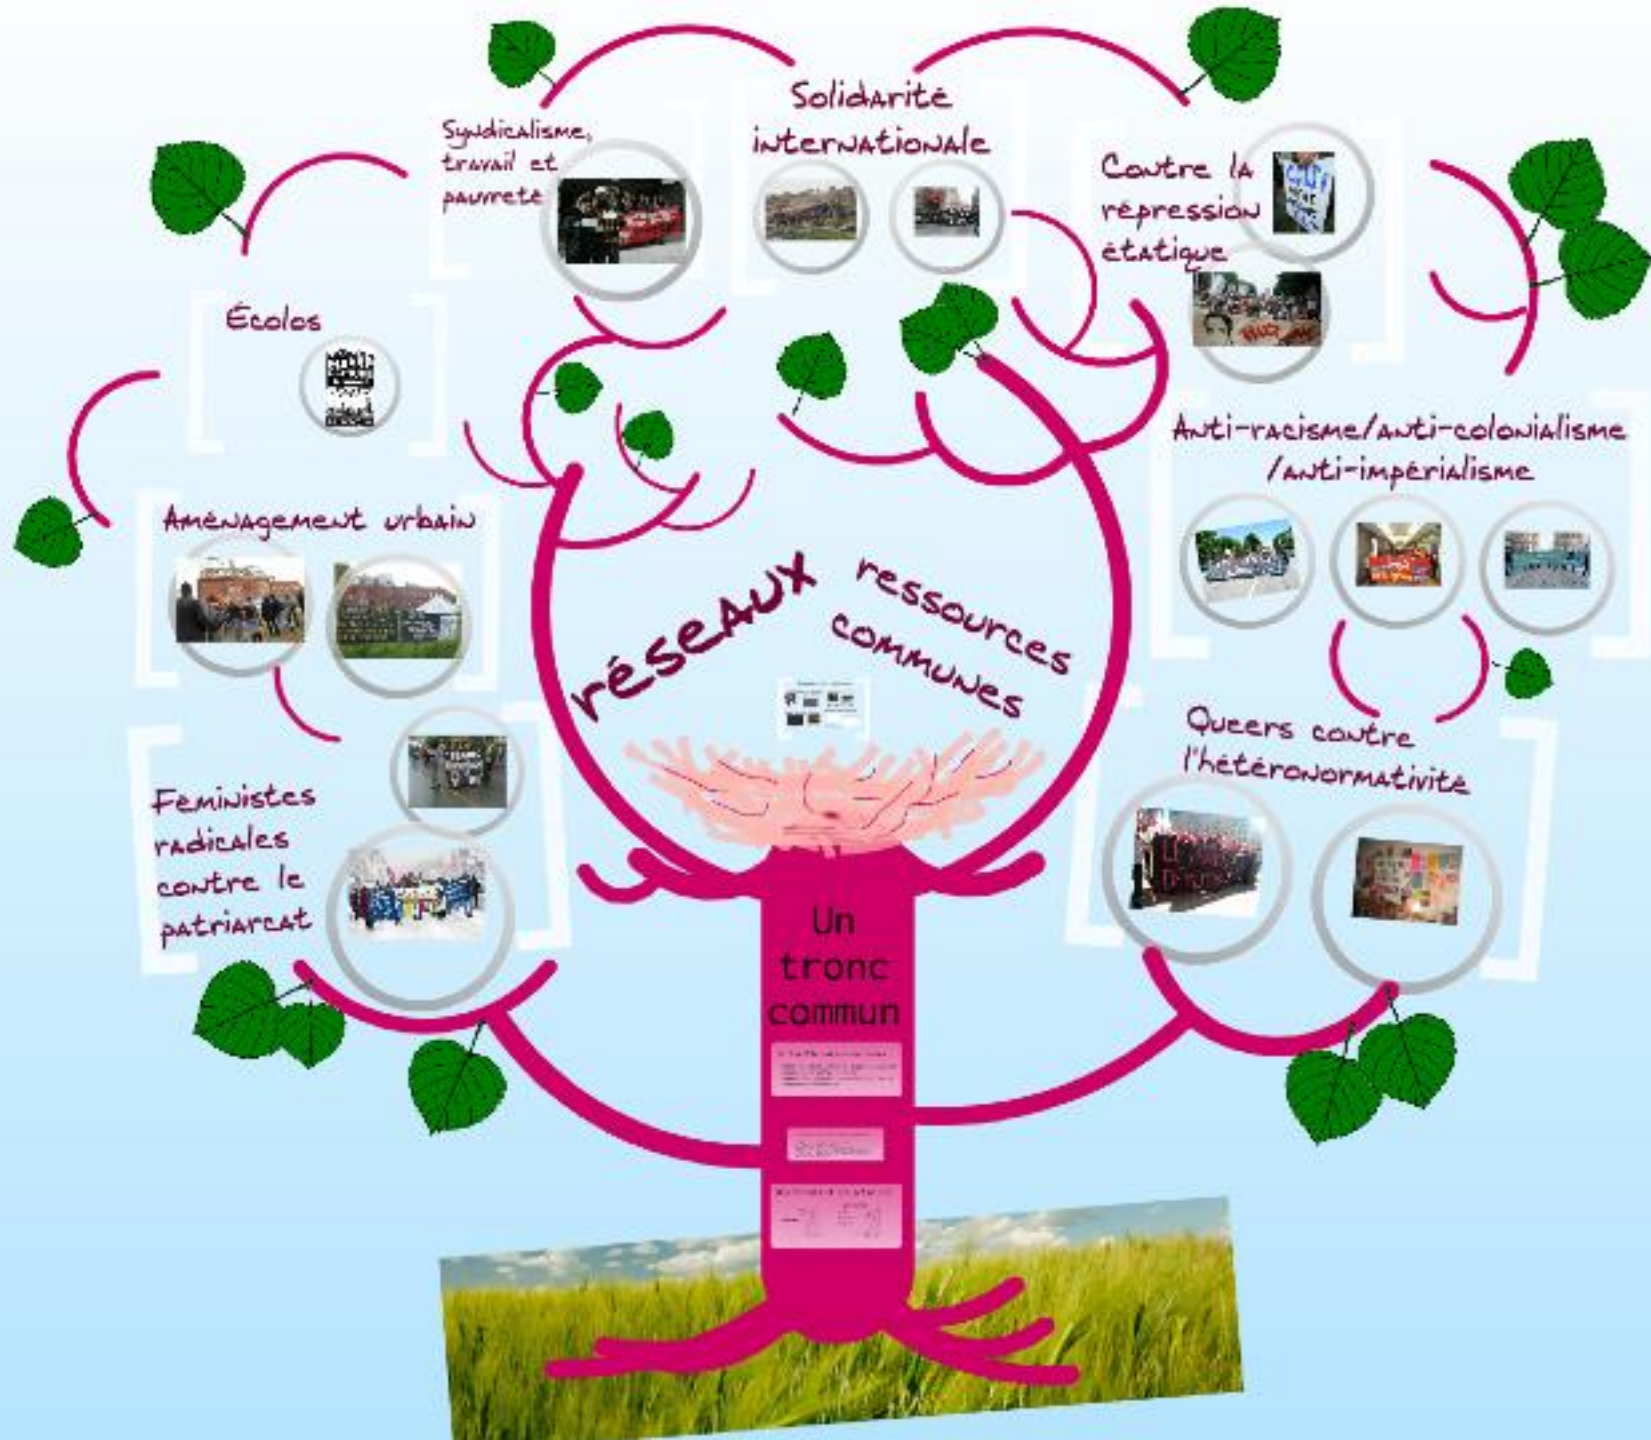 Solidarité
internationale
Syndicalisme,
travail et
pauvreté
Contre la
répression
étatique
Écolos
Anti-racisme/anti-colonialisme
/anti-impérialisme
Aménagement urbain
réseaux
ressources
communes
Queers contre
l'hétéronormativité
Féministes
radicales
contre le
patriarcat
Un
tronc
commun